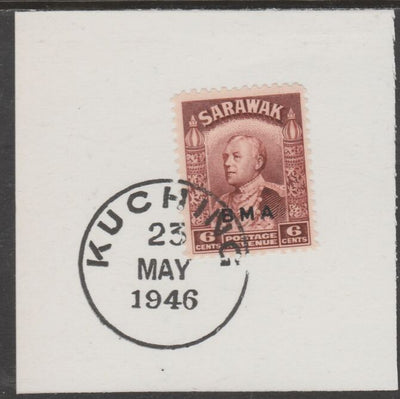 SARAWAK
BMA
6 POSTAGE 6
CENTS REVENUE CENTS
KUCHING
23
MAY
1946